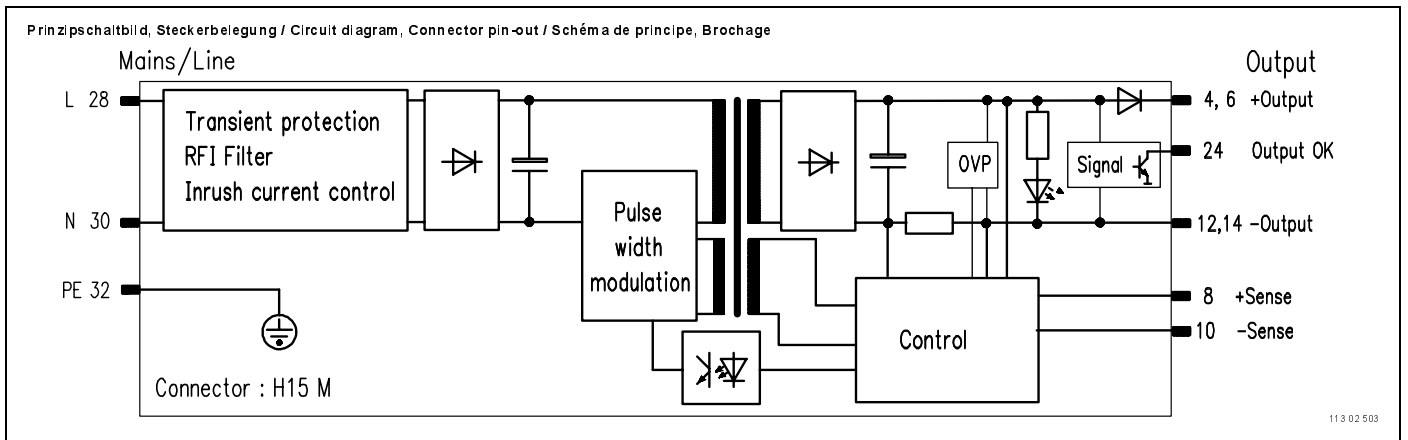 Prinzipschaltbild, Steckerbelegung / Circuit diagram, Connector pin-out / Schéma de principe, Brochage
Mains/Line
Output
L 28
4, 6 +Output
Transient protection
RFI Filter
Inrush current control
OVP
Signal
24 Output OK
N 30
12,14 -Output
Pulse
width
modulation
PE 32
8 +Sense
10 -Sense
Control
Connector : H15 M
113 02 503